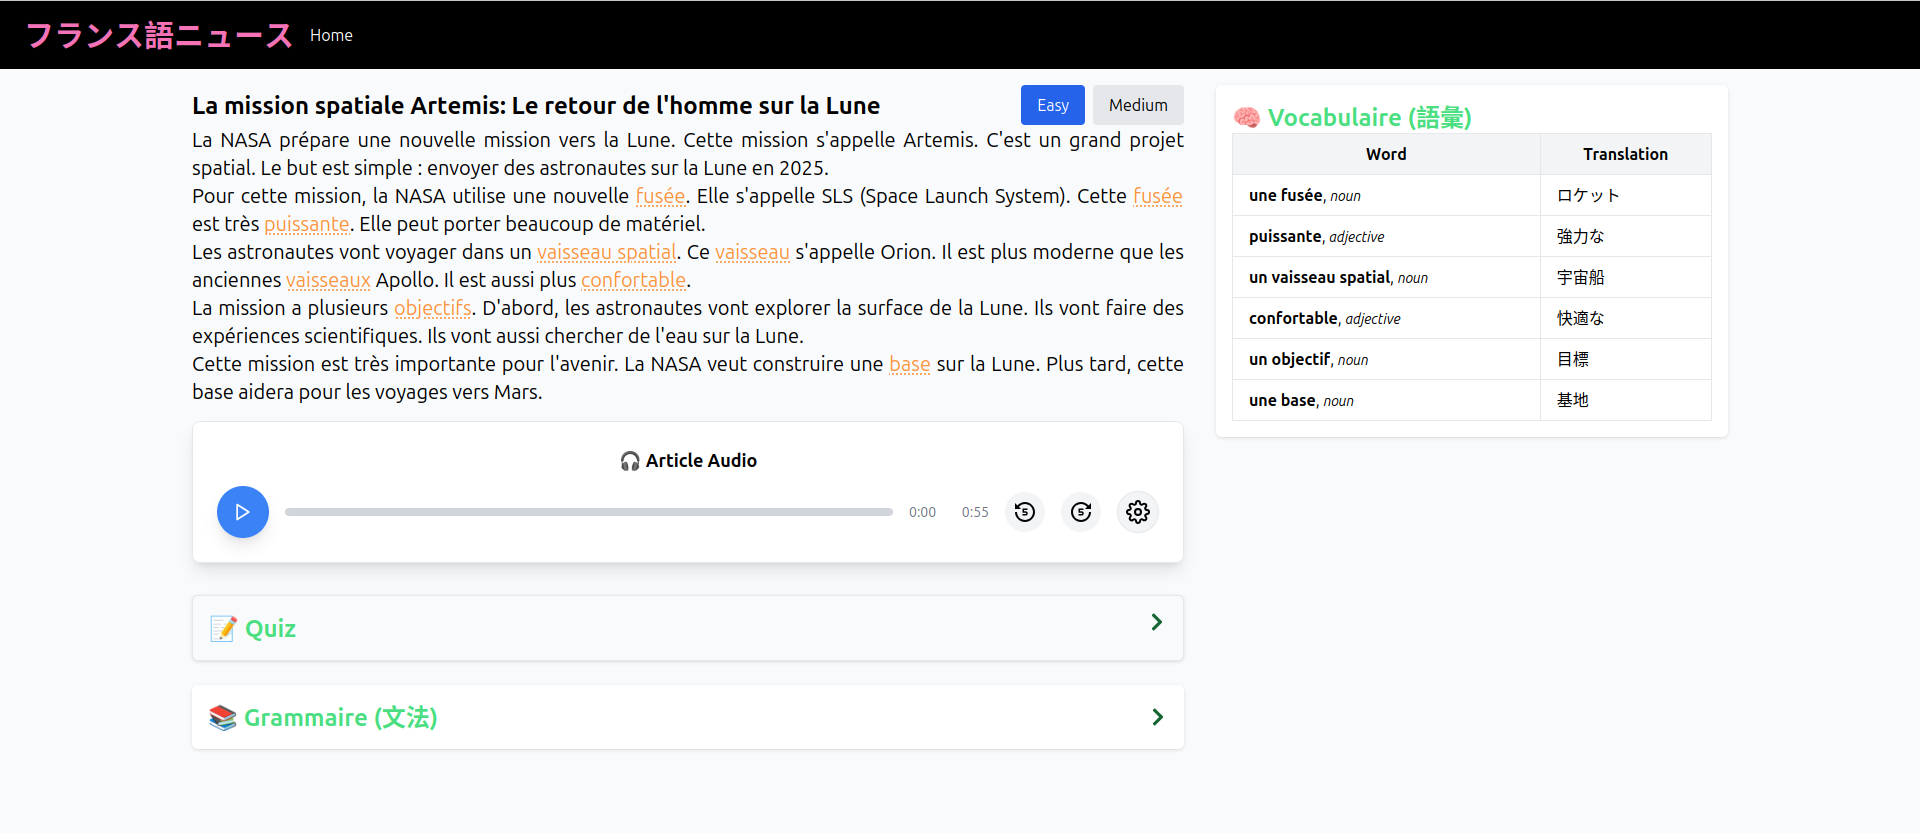 フランス語ニュース Home
La mission spatiale Artemis: Le retour de l'homme sur la Lune
Easy Medium
La NASA prépare une nouvelle mission vers la Lune. Cette mission s'appelle Artemis. C'est un grand projet
spatial. Le but est simple : envoyer des astronautes sur la Lune en 2025.
Pour cette mission, la NASA utilise une nouvelle fusée. Elle s'appelle SLS (Space Launch System). Cette fusée
est très puissante. Elle peut porter beaucoup de matériel.
Les astronautes vont voyager dans un vaisseau spatial. Ce vaisseau s'appelle Orion. Il est plus moderne que les
anciennes vaisseaux Apollo. Il est aussi plus confortable.
La mission a plusieurs objectifs. D'abord, les astronautes vont explorer la surface de la Lune. Ils vont faire des
expériences scientifiques. Ils vont aussi chercher de l'eau sur la Lune.
Cette mission est très importante pour l'avenir. La NASA veut construire une base sur la Lune. Plus tard, cette
base aidera pour les voyages vers Mars.
Article Audio
0:00 0:55 5 5
Quiz
Grammaire (文法)
Vocabulaire (語彙)
Word Translation
une fusée, noun ロケット
puissante, adjective 強力な
un vaisseau spatial, noun 宇宙船
confortable, adjective 快適な
un objectif, noun 目標
une base, noun 基地